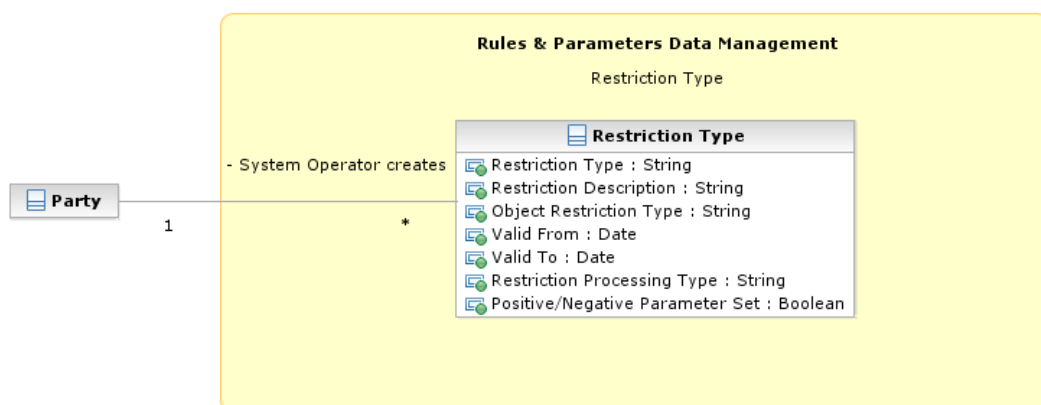 Rules & Parameters Data Management
Restriction Type
Restriction Type
- System Operator creates
Restriction Type : String
Restriction Description : String
Object Restriction Type : String
Valid From : Date
Valid To : Date
Restriction Processing Type : String
Positive/Negative Parameter Set : Boolean
Party
1
*